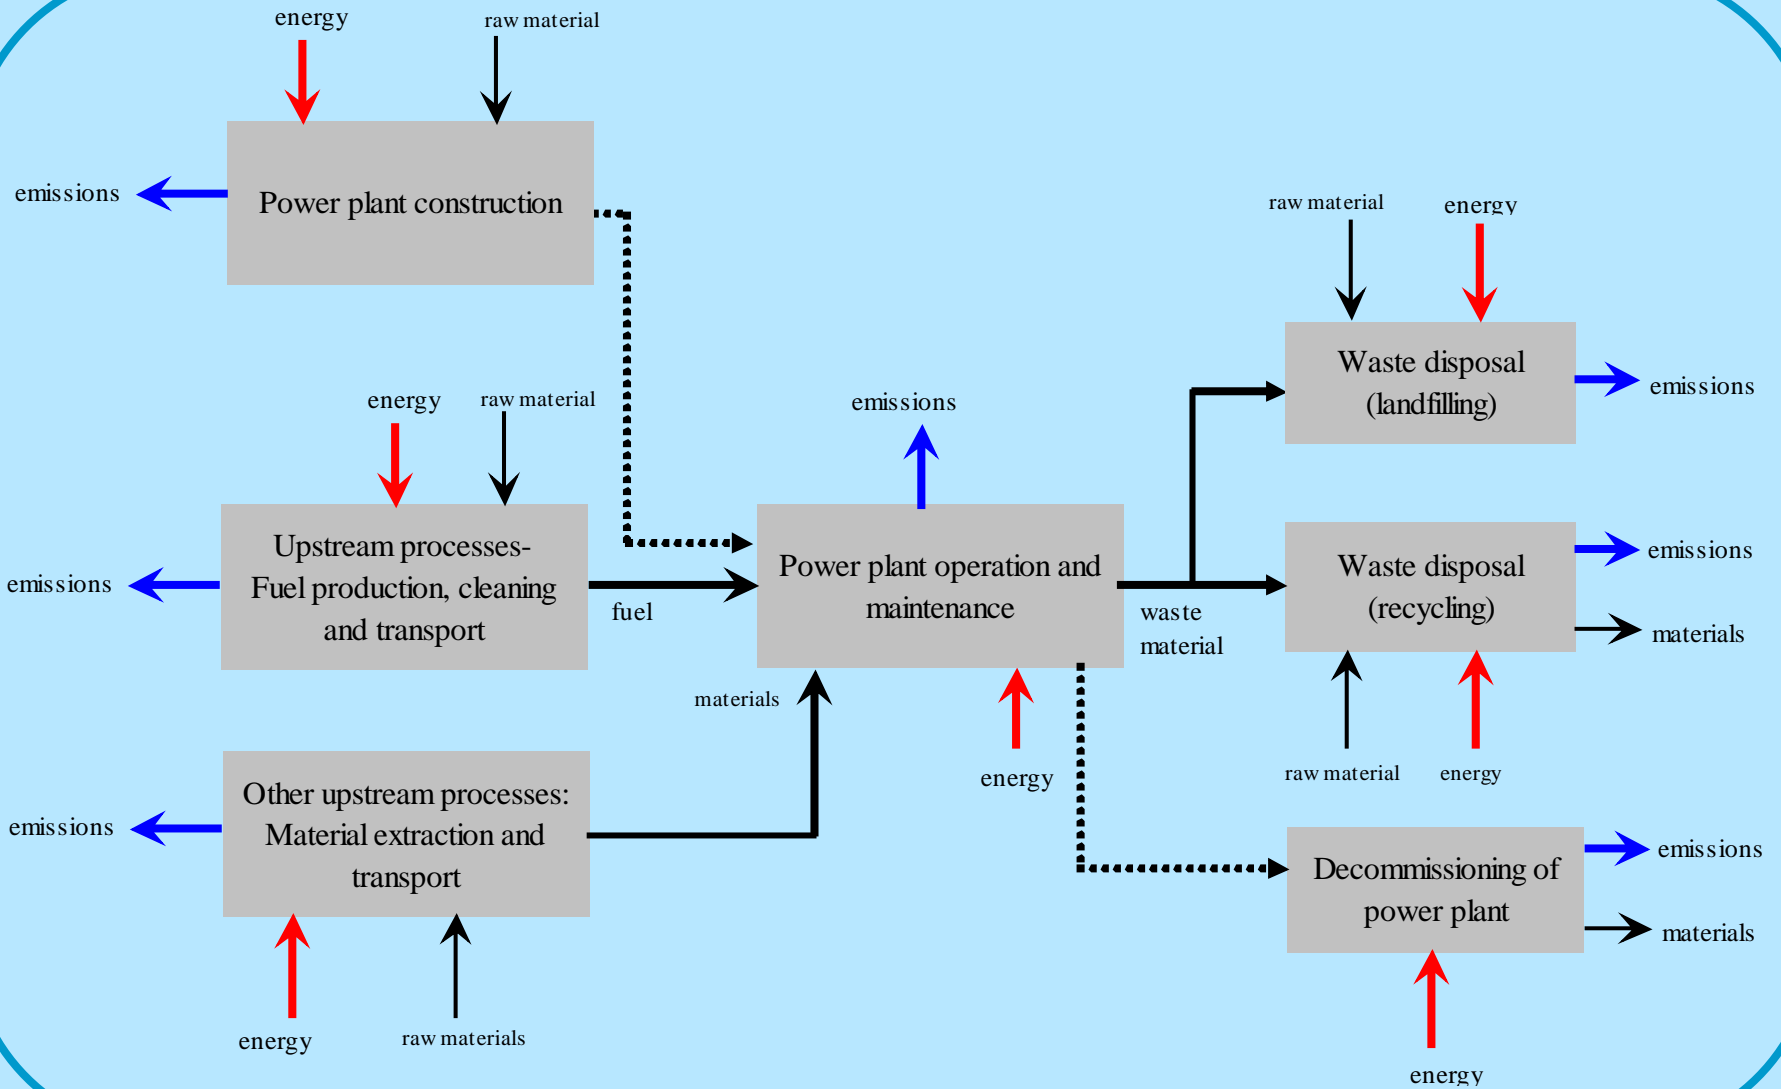 energy
raw material
emissions
Power plant construction
raw material
energy
Waste disposal
(landfilling)
emissions
energy
raw material
emissions
emissions
Upstream processes-
Fuel production, cleaning
and transport
fuel
Power plant operation and
maintenance
waste
material
Waste disposal
(recycling)
emissions
materials
raw material
energy
materials
energy
emissions
Other upstream processes:
Material extraction and
transport
energy
raw materials
Decommissioning of
power plant
emissions
materials
energy